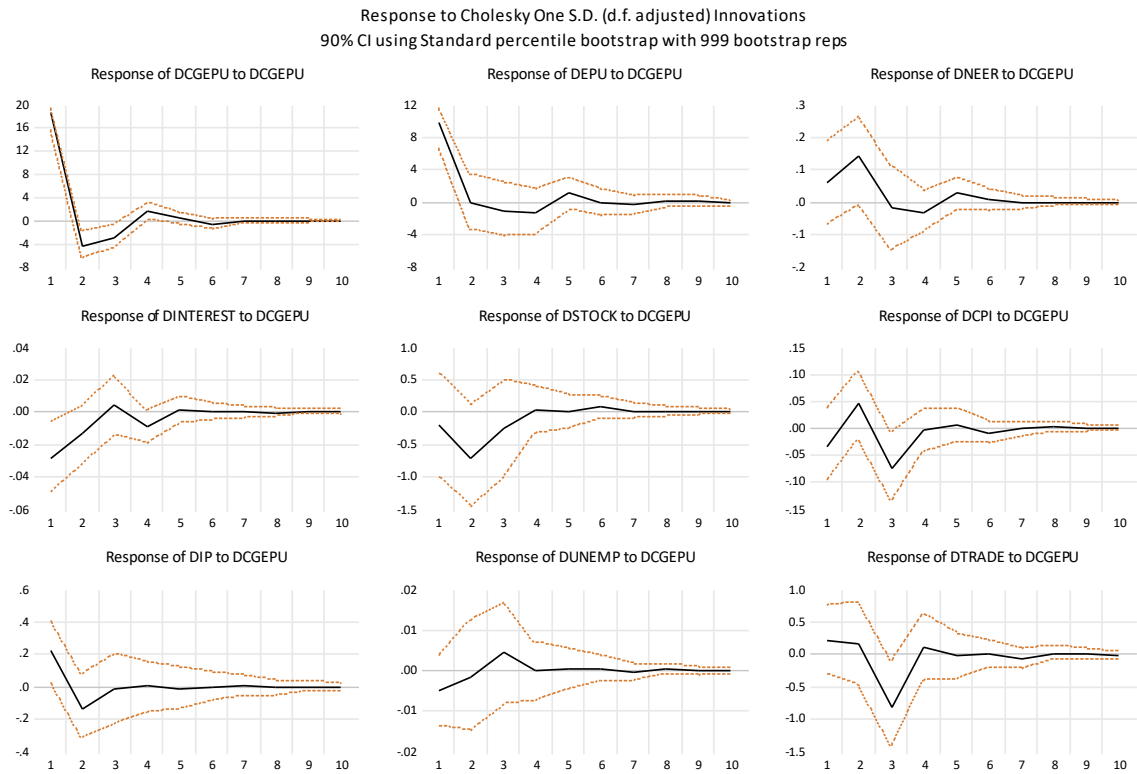 Response to Cholesky One S.D. (d.f. adjusted) Innovations
90% CI using Standard percentile bootstrap with 999 bootstrap reps
Response of DCGEPU to DCGEPU
20
16
12
8
4
0
-4
-8
1 2 3 4 5 6 7 8 9 10
Response of DEPU to DCGEPU
12
8
4
0
-4
-8
1 2 3 4 5 6 7 8 9 10
Response of DNEER to DCGEPU
.3
.2
.1
.0
-.1
-.2
1 2 3 4 5 6 7 8 9 10
Response of DINTEREST to DCGEPU
.04
.02
.00
-.02
-.04
-.06
1 2 3 4 5 6 7 8 9 10
Response of DSTOCK to DCGEPU
1.0
0.5
0.0
-0.5
-1.0
-1.5
1 2 3 4 5 6 7 8 9 10
Response of DCPI to DCGEPU
.15
.10
.05
.00
-.05
-.10
-.15
1 2 3 4 5 6 7 8 9 10
Response of DIP to DCGEPU
.6
.4
.2
.0
-.2
-.4
1 2 3 4 5 6 7 8 9 10
Response of DUNEMP to DCGEPU
.02
.01
.00
-.01
-.02
1 2 3 4 5 6 7 8 9 10
Response of DTRADE to DCGEPU
1.0
0.5
0.0
-0.5
-1.0
-1.5
1 2 3 4 5 6 7 8 9 10